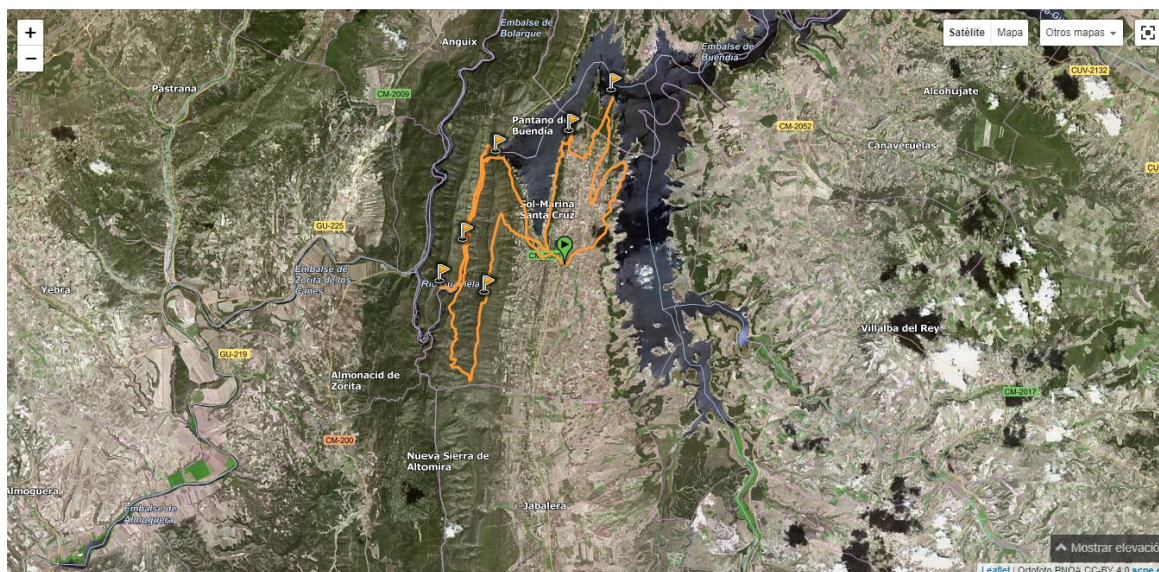 +
−
Embalse de
Bolarque
Anguix
Embalse de
Buendía
Satélite
Mapa
Otros mapas
CUV-2132
Pastrana
CM-2009
Alcohujate
Pantano de
Buendía
CM-2052
Cañaveruelas
CU
Sol-Marina
Santa Cruz
GU-225
Embalse de
Zorita de los
Canes
Yebra
Villalba del Rey
GU-219
Almonacid de
Zorita
CM-2017
CM-200
Nueva Sierra de
Altomira
Almoguera
Jabalera
Embalse de
Almoguera
Mostrar elevació
Leaflet | Ortofoto PNOA CC-BY 4.0 scne